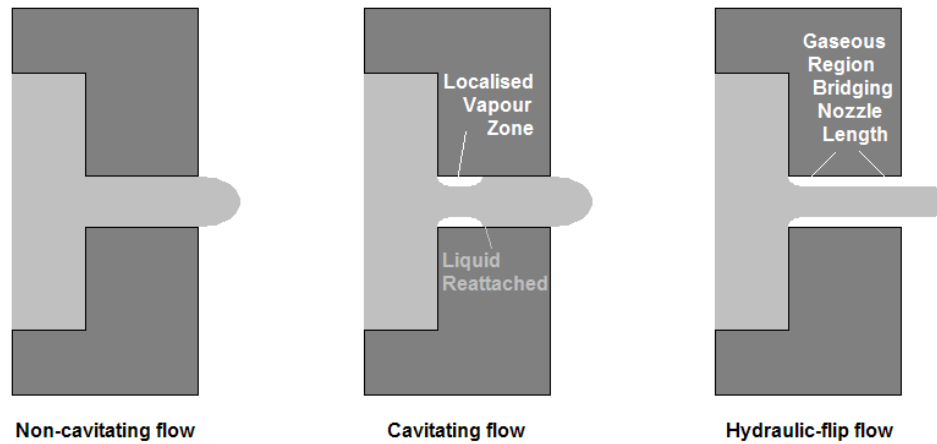 Localised
Vapour
Zone
Liquid
Reattached
Gaseous
Region
Bridging
Nozzle
Length
Non-cavitating flow
Cavitating flow
Hydraulic-flip flow